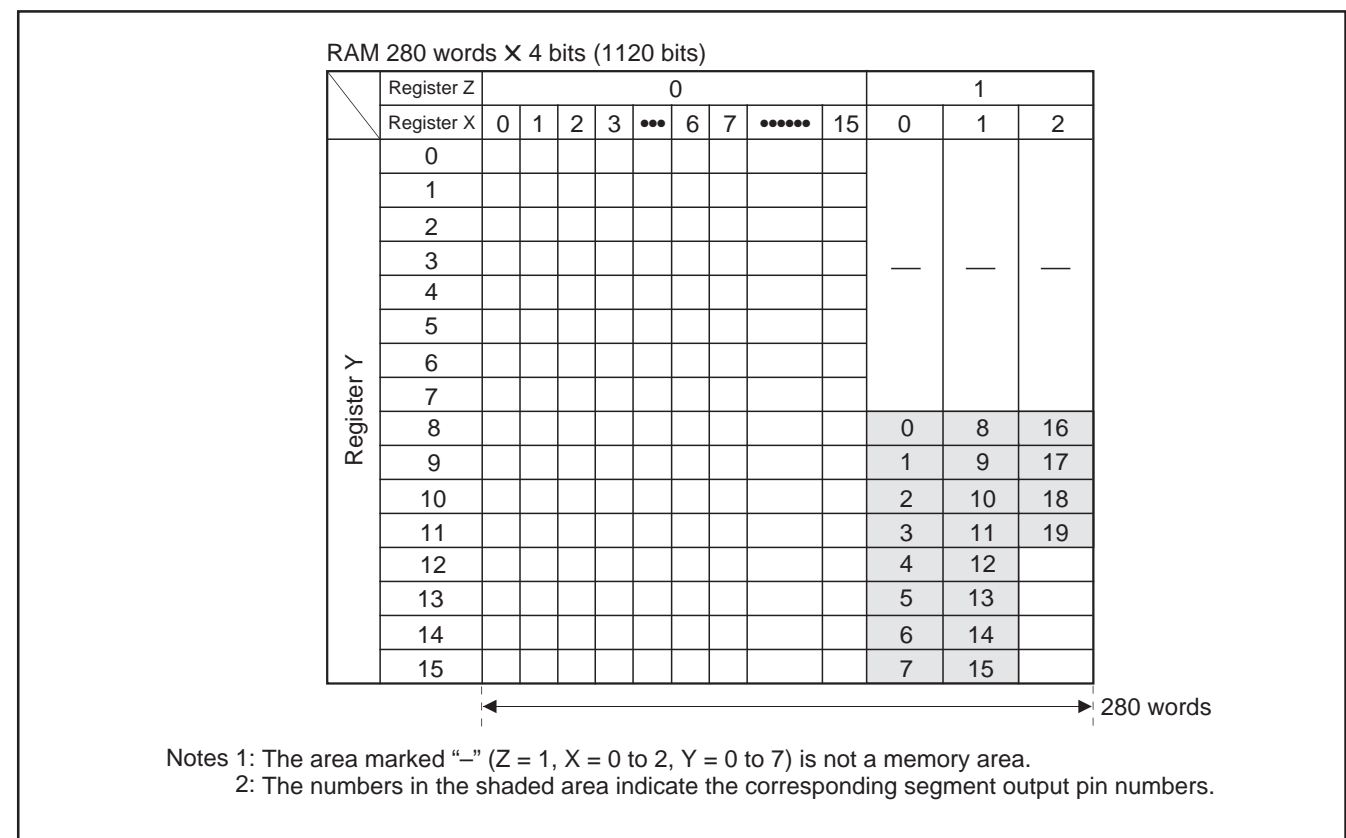 RAM 280 words × 4 bits (1120 bits)
Register Z 0 1
Register X 0 1 2 3 ••• 6 7 •••••• 15 0 1 2
Register Y
0
1
2
3 — — —
4
5
6
7
8 0 8 16
9 1 9 17
10 2 10 18
11 3 11 19
12 4 12
13 5 13
14 6 14
15 7 15
280 words
Notes 1: The area marked “–” (Z = 1, X = 0 to 2, Y = 0 to 7) is not a memory area.
2: The numbers in the shaded area indicate the corresponding segment output pin numbers.